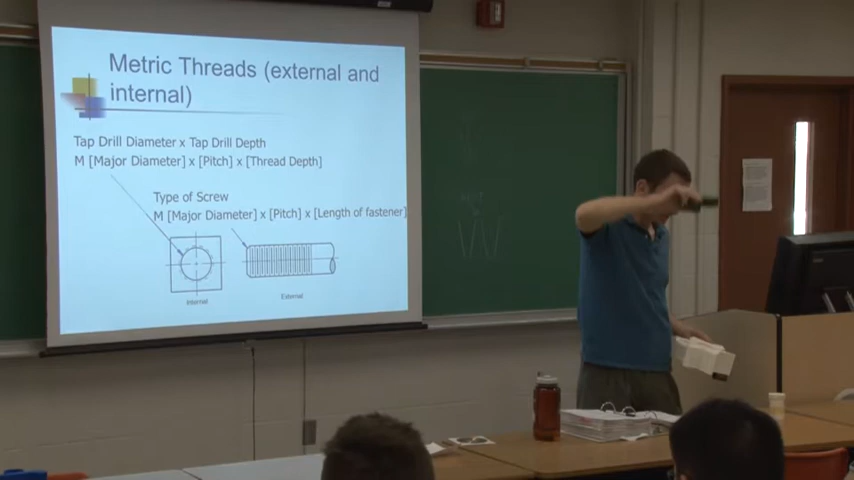 Metric Threads (external and
internal)
Tap Drill Diameter x Tap Drill Depth
M [Major Diameter] x [Pitch] x [Thread Depth]
Type of Screw
M [Major Diameter] x [Pitch] x [Length of fastener]
Internal
External